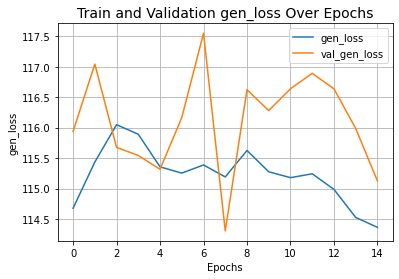 Train and Validation gen_loss Over Epochs
gen_loss
val_gen_loss
117.5
117.0
116.5
116.0
115.5
115.0
114.5
gen_loss
0 2 4 6 8 10 12 14
Epochs